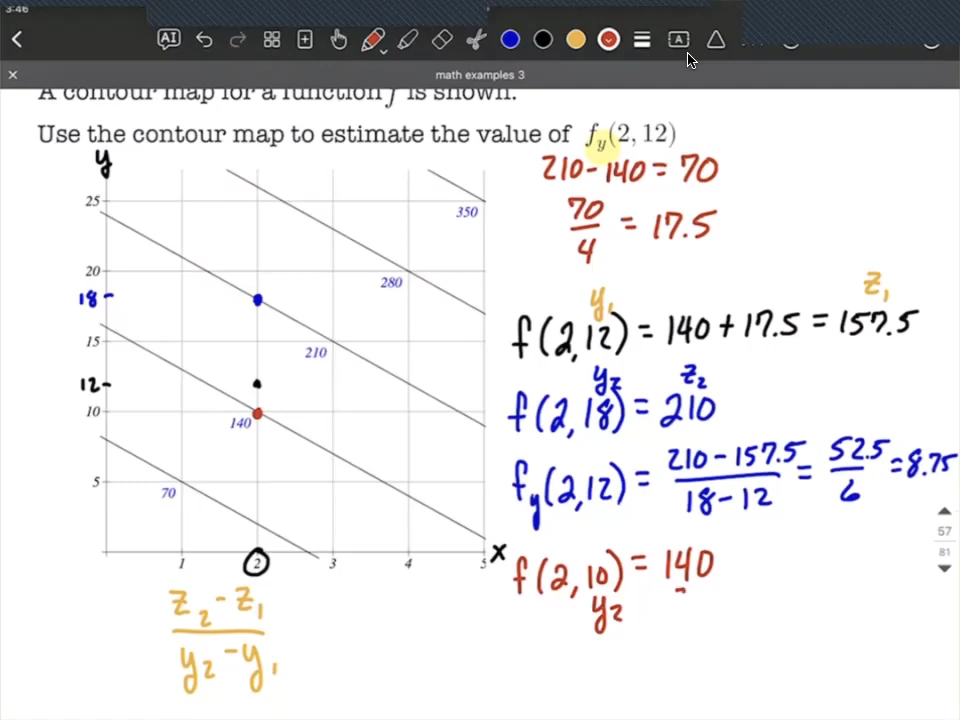 3:46
AI
A
math examples 3
A contour map for a function f is shown.
Use the contour map to estimate the value of f_y(2, 12)
y
25
20
18
15
12
10
5
1
2
3
4
5
x
350
280
210
140
70
210-140 = 70
70/4 = 17.5
y₁
z₁
f(2,12) = 140 + 17.5 = 157.5
y₂
z₂
f(2,18) = 210
f_y(2,12) = (210 - 157.5)/(18 - 12) = 52.5/6 = 8.75
f(2,10) = 140
y₂
z₂ - z₁
y₂ - y₁
57
81